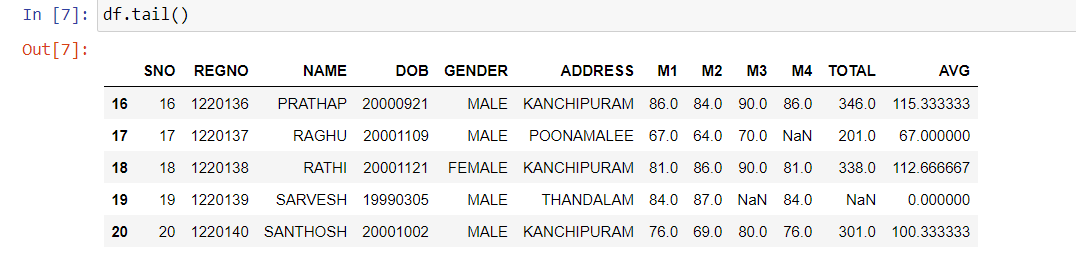 In [7]: df.tail()
Out[7]:
SNO REGNO NAME DOB GENDER ADDRESS M1 M2 M3 M4 TOTAL AVG
16 16 1220136 PRATHAP 20000921 MALE KANCHIPURAM 86.0 84.0 90.0 86.0 346.0 115.333333
17 17 1220137 RAGHU 20001109 MALE POONAMALEE 67.0 64.0 70.0 NaN 201.0 67.000000
18 18 1220138 RATHI 20001121 FEMALE KANCHIPURAM 81.0 86.0 90.0 81.0 338.0 112.666667
19 19 1220139 SARVESH 19990305 MALE THANDALAM 84.0 87.0 NaN 84.0 NaN 0.000000
20 20 1220140 SANTHOSH 20001002 MALE KANCHIPURAM 76.0 69.0 80.0 76.0 301.0 100.333333